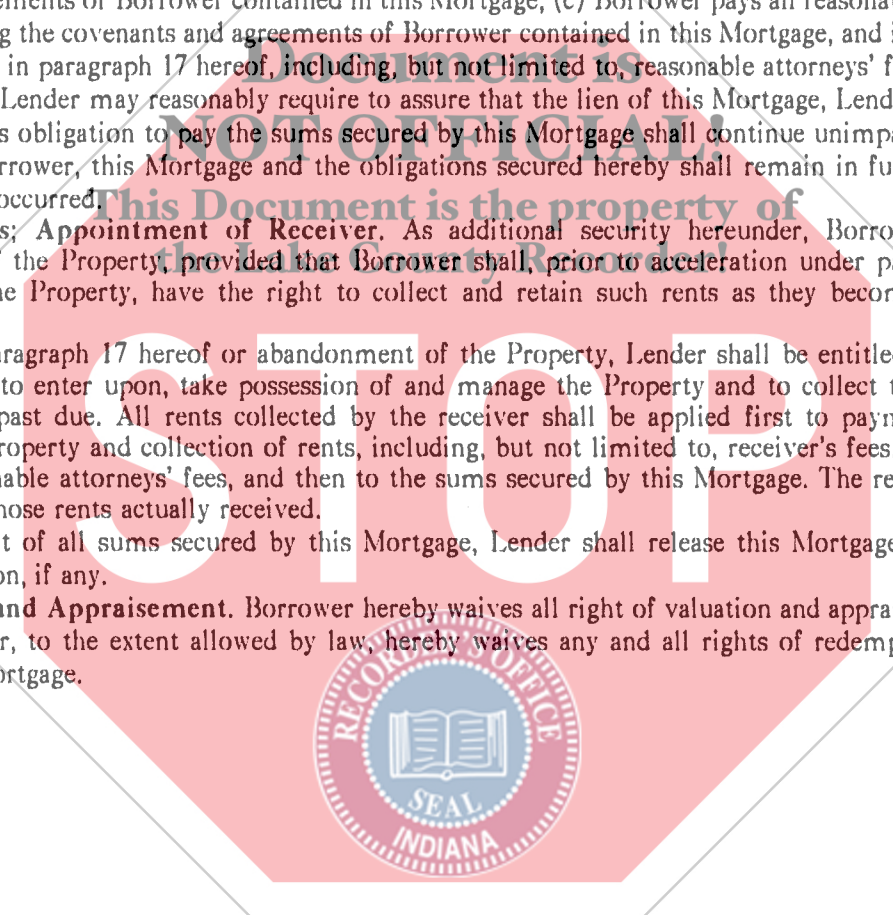 ements of Borrower contained in this Mortgage, (c) Borrower pays all reasona
g the covenants and agreements of Borrower contained in this Mortgage, and i
in paragraph 17 hereof, including, but not limited to, reasonable attorneys' f
Lender may reasonably require to assure that the lien of this Mortgage, Lend
s obligation to pay the sums secured by this Mortgage shall continue unimpa
rrower, this Mortgage and the obligations secured hereby shall remain in fu
occurred.
s; Appointment of Receiver. As additional security hereunder, Borro
f the Property, provided that Borrower shall, prior to acceleration under p
he Property, have the right to collect and retain such rents as they becor
aragraph 17 hereof or abandonment of the Property, Lender shall be entitle
to enter upon, take possession of and manage the Property and to collect t
past due. All rents collected by the receiver shall be applied first to payn
roperty and collection of rents, including, but not limited to, receiver's fees
nable attorneys' fees, and then to the sums secured by this Mortgage. The re
hose rents actually received.
t of all sums secured by this Mortgage, Lender shall release this Mortgage
on, if any.
and Appraisement. Borrower hereby waives all right of valuation and appra
r, to the extent allowed by law, hereby waives any and all rights of redemp
ortgage.
Document is
NOT OFFICIAL!
This Document is the property of
the Lake County Recorder!
STOP
RECORDER'S OFFICE
SEAL
INDIANA